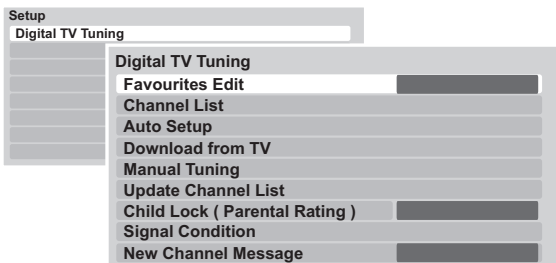 Setup
Digital TV Tuning
Digital TV Tuning
Favourites Edit
Channel List
Auto Setup
Download from TV
Manual Tuning
Update Channel List
Child Lock ( Parental Rating )
Signal Condition
New Channel Message